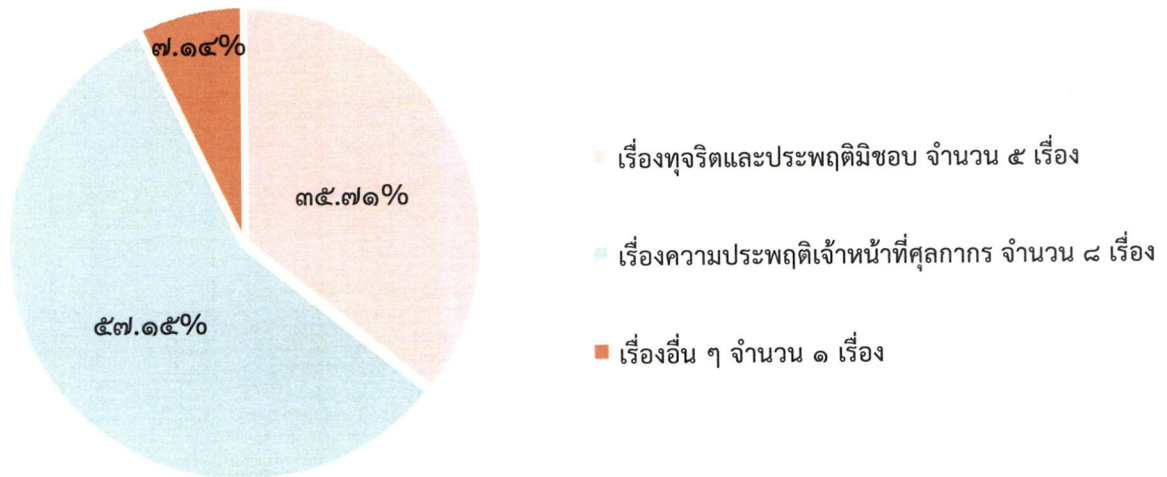 ๗.๑๔%
๓๕.๗๑%
๕๗.๑๕%
เรื่องทุจริตและประพฤติมิชอบ จำนวน ๕ เรื่อง
เรื่องความประพฤติเจ้าหน้าที่ศุลกากร จำนวน ๘ เรื่อง
เรื่องอื่น ๆ จำนวน ๑ เรื่อง